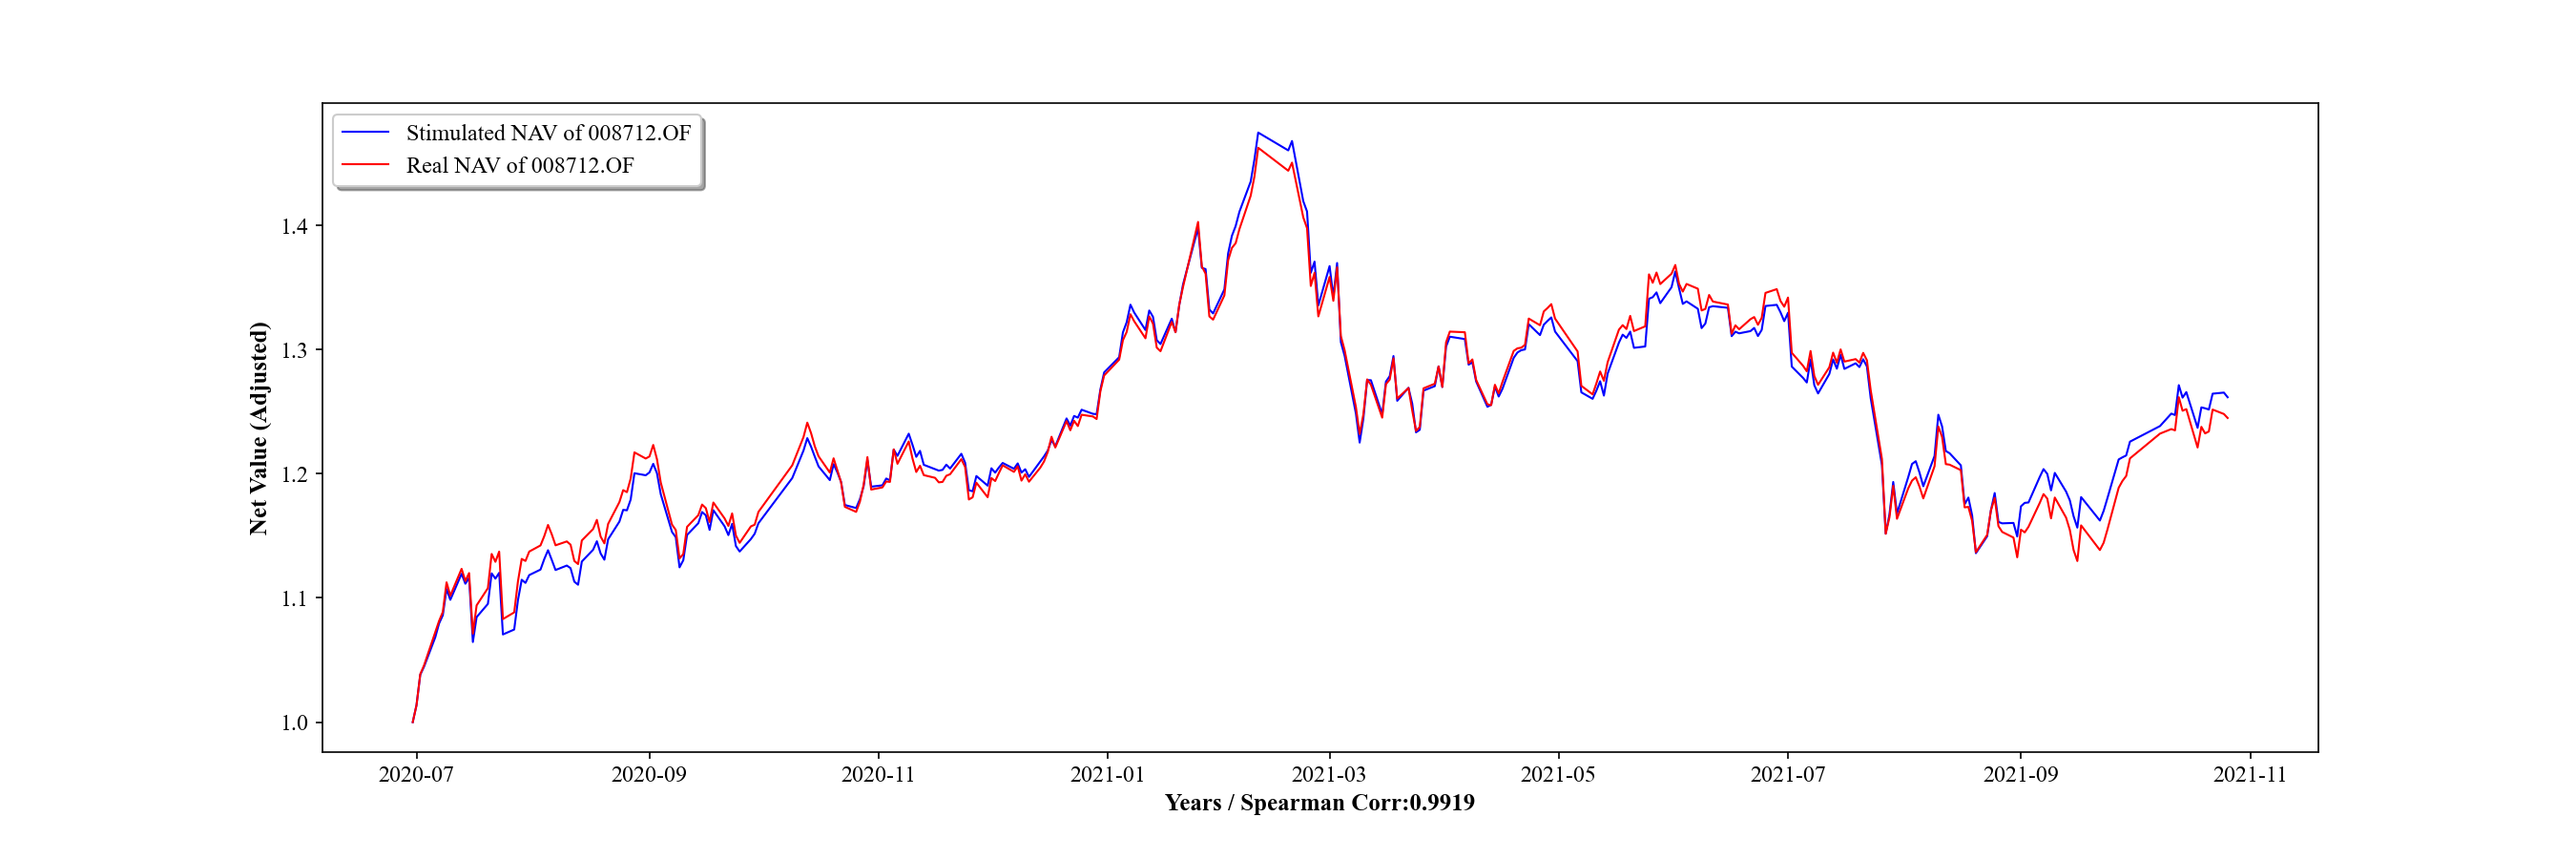 Stimulated NAV of 008712.OF
Real NAV of 008712.OF
Net Value (Adjusted)
1.4
1.3
1.2
1.1
1.0
2020-07 2020-09 2020-11 2021-01 2021-03 2021-05 2021-07 2021-09 2021-11
Years / Spearman Corr:0.9919